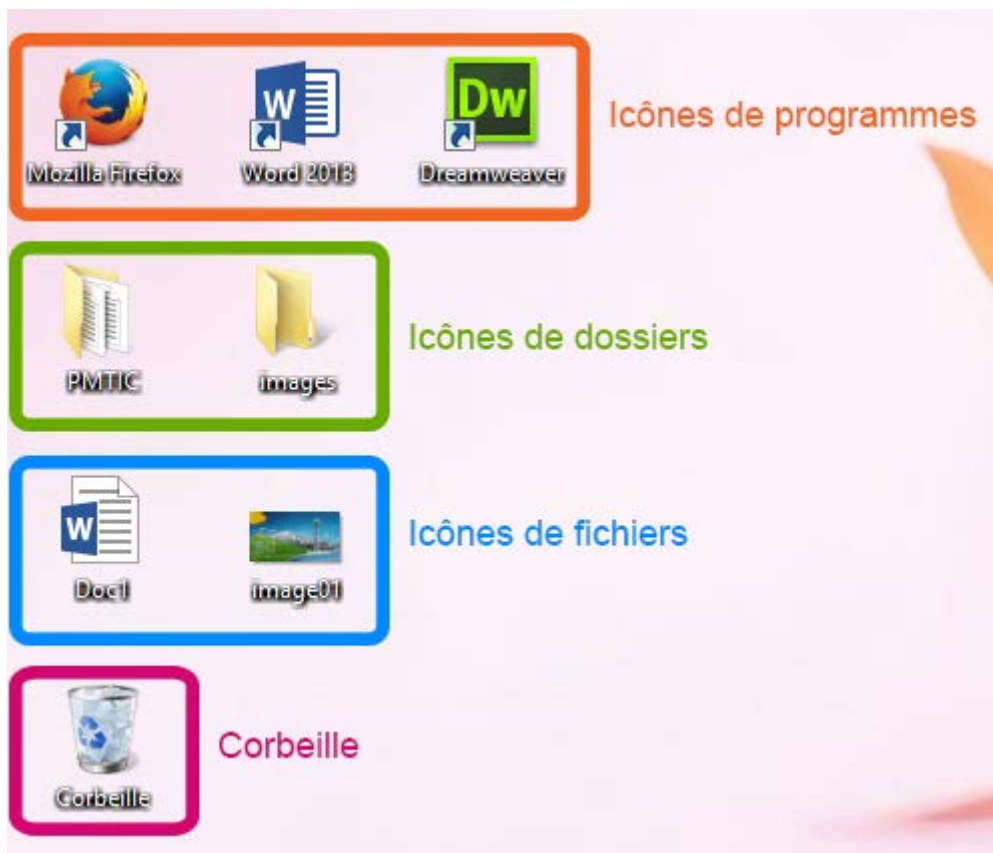 Dw
W
Mozilla Firefox Word 2013 Dreamweaver
Icônes de programmes
PMTIC images
Icônes de dossiers
W
Doc1 image01
Icônes de fichiers
Corbeille
Corbeille